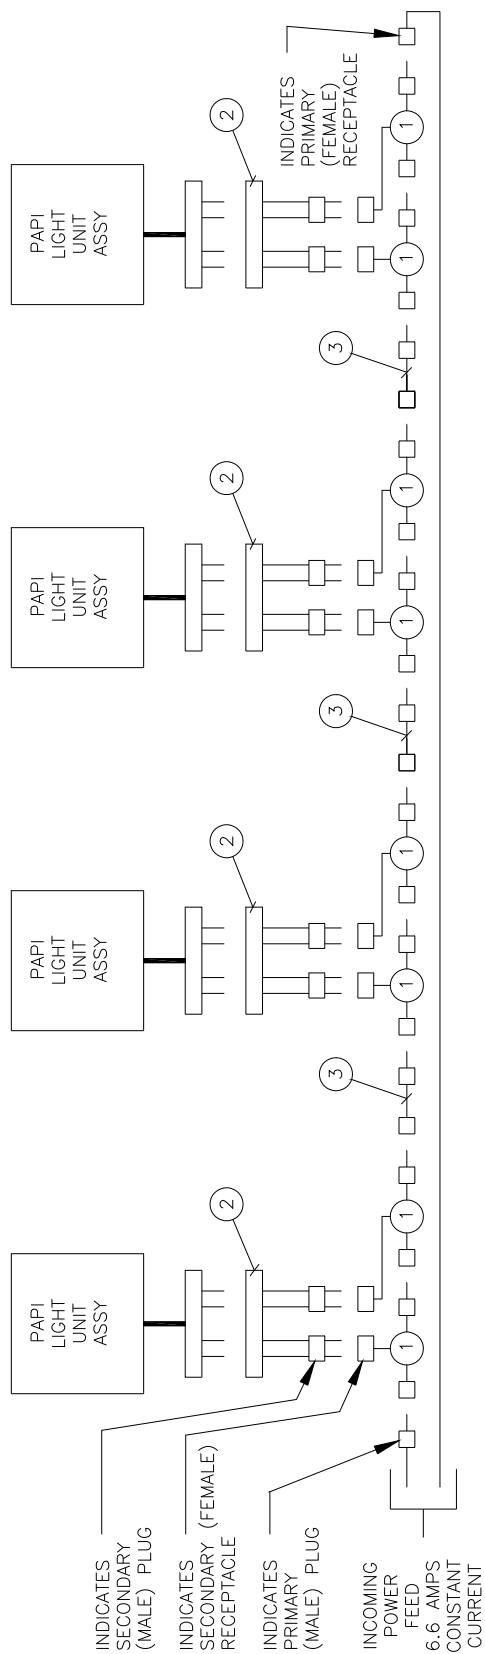 PAPI
LIGHT
UNIT
ASSY
PAPI
LIGHT
UNIT
ASSY
PAPI
LIGHT
UNIT
ASSY
PAPI
LIGHT
UNIT
ASSY
2
2
2
2
INDICATES
PRIMARY
(FEMALE)
RECEPTACLE
3
3
3
1
1
1
1
1
1
1
1
INDICATES
SECONDARY
(MALE) PLUG
INDICATES
SECONDARY (FEMALE)
RECEPTACLE
INDICATES
PRIMARY
(MALE) PLUG
INCOMING
POWER
FEED
6.6 AMPS
CONSTANT
CURRENT